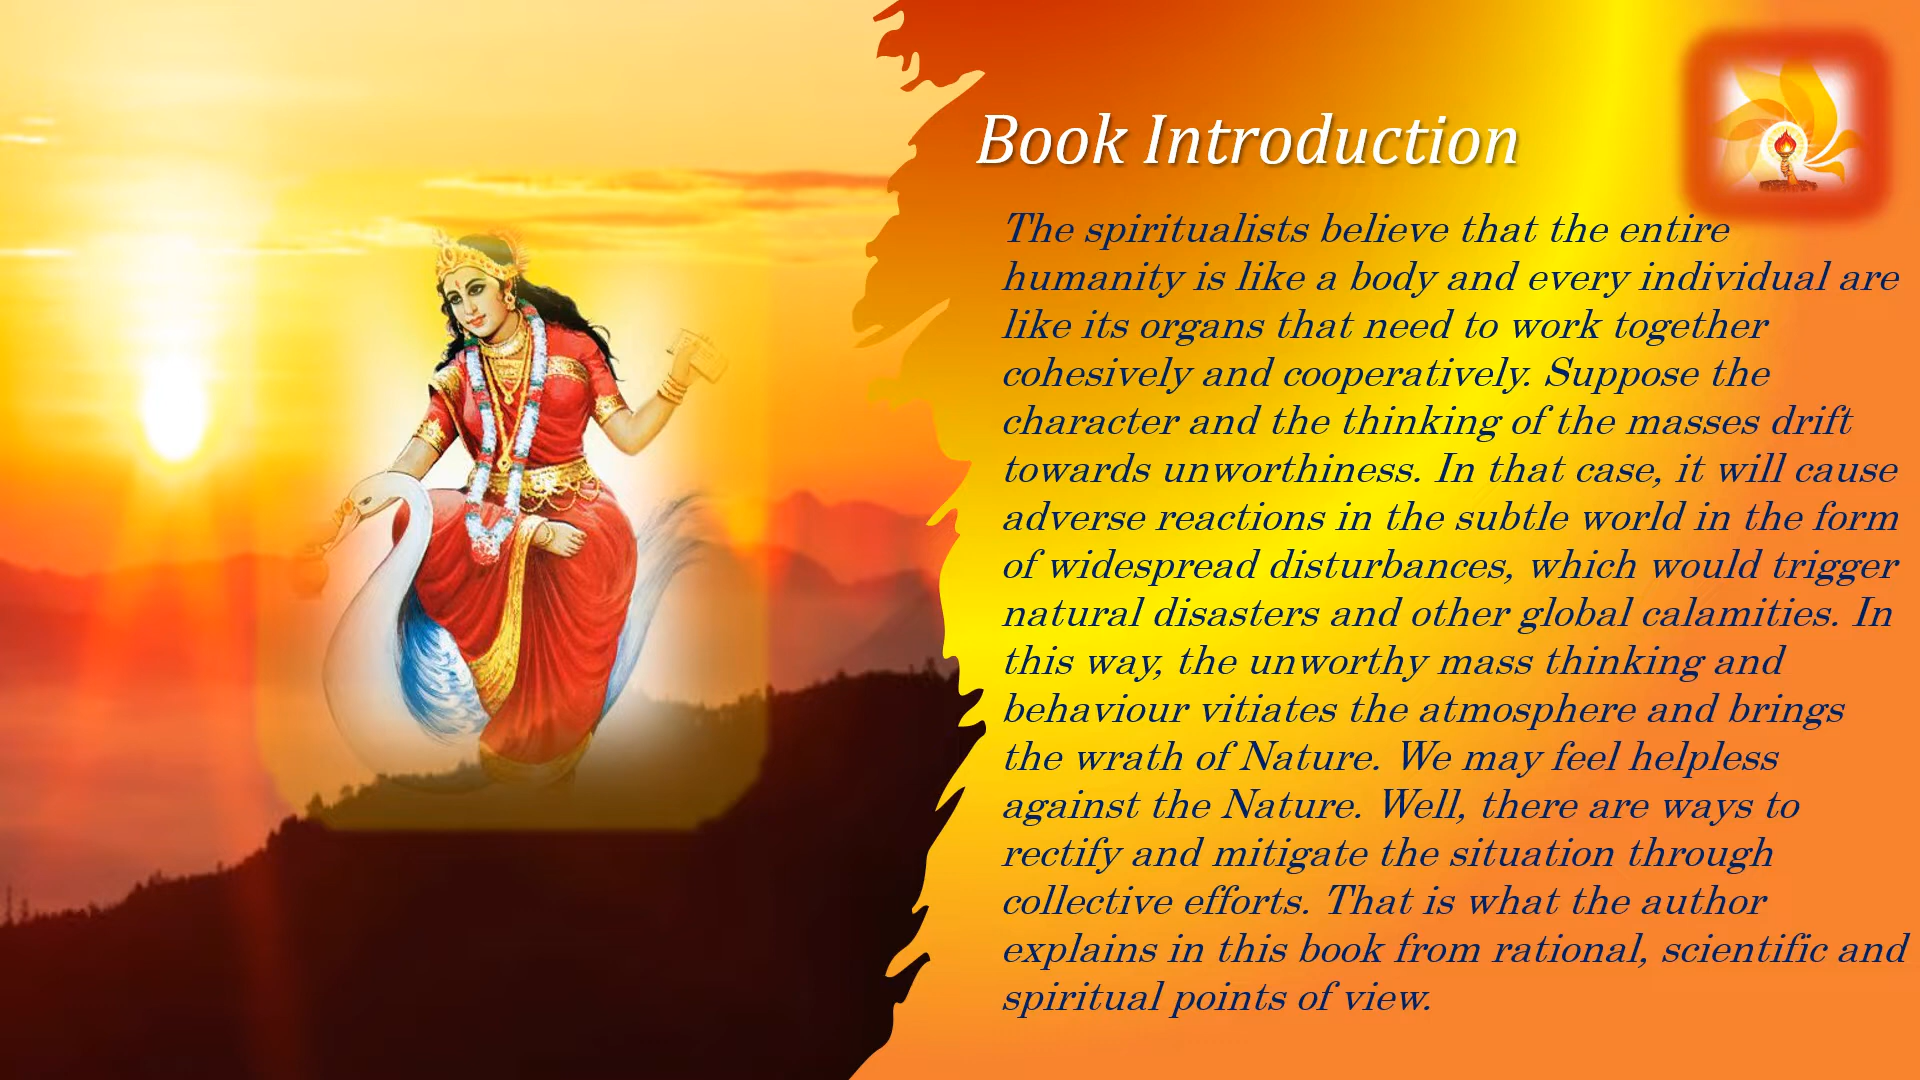 Book Introduction
The spiritualists believe that the entire
humanity is like a body and every individual are
like its organs that need to work together
cohesively and cooperatively. Suppose the
character and the thinking of the masses drift
towards unworthiness. In that case, it will cause
adverse reactions in the subtle world in the form
of widespread disturbances, which would trigger
natural disasters and other global calamities. In
this way, the unworthy mass thinking and
behaviour vitiates the atmosphere and brings
the wrath of Nature. We may feel helpless
against the Nature. Well, there are ways to
rectify and mitigate the situation through
collective efforts. That is what the author
explains in this book from rational, scientific and
spiritual points of view.